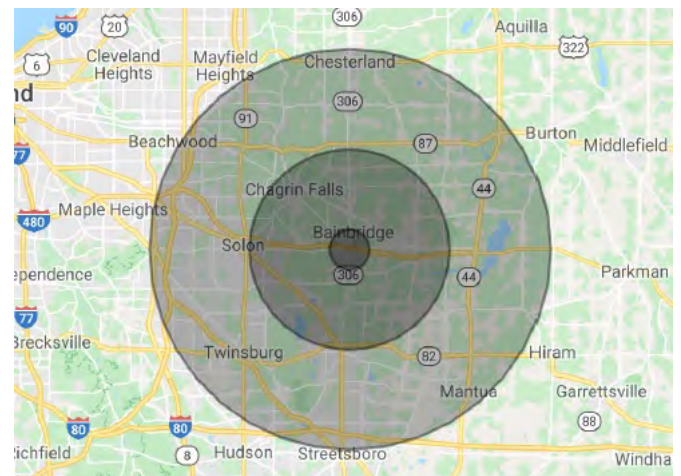 306
90
20
Aquilla
322
6
Cleveland
Heights
Mayfield
Heights
Chesterland
nd
306
91
Beachwood
87
Burton
Middlefield
77
Chagrin Falls
44
Maple Heights
480
Bainbridge
Solon
306
44
Parkman
ependence
77
Brecksville
Twinsburg
82
Hiram
Mantua
Garrettsville
88
80
80
Richfield
8
Hudson
Streetsboro
Windha